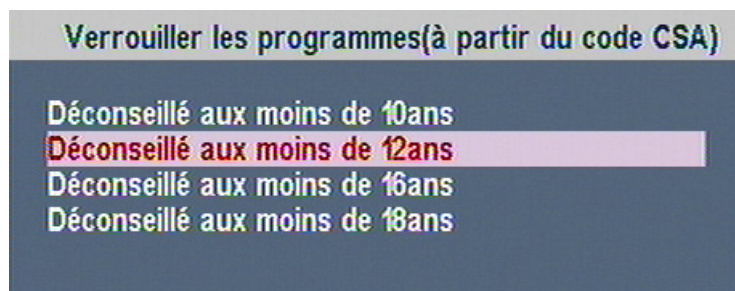 Verrouiller les programmes(à partir du code CSA)
Déconseillé aux moins de 10ans
Déconseillé aux moins de 12ans
Déconseillé aux moins de 16ans
Déconseillé aux moins de 18ans